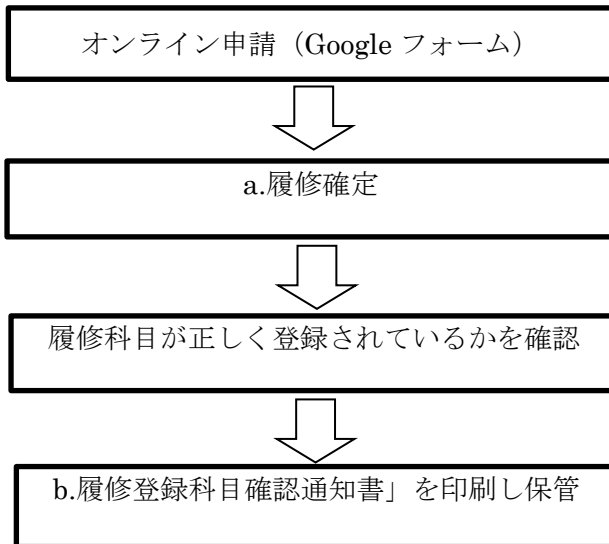 オンライン申請（Google フォーム）
a.履修確定
履修科目が正しく登録されているかを確認
b.履修登録科目確認通知書」を印刷し保管